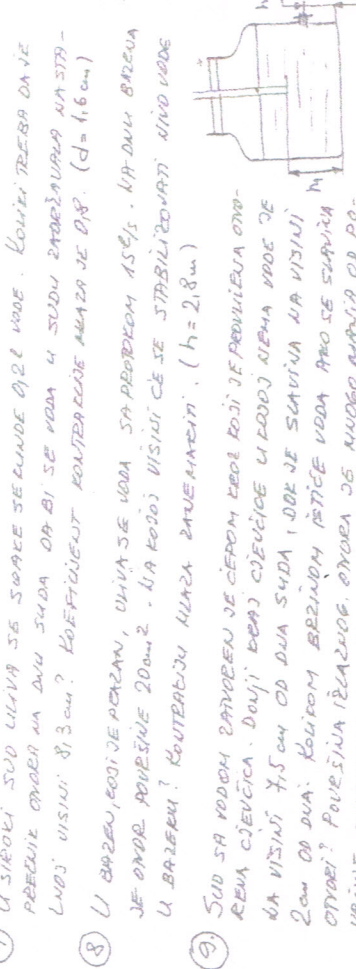 7) U ŠIROKI SUD ULIVA SE SVAKE SEKUNDE 0,2 l VODE. KOLIKI TREBA DA JE
PREČNIK OTVORA NA DNU SUDA DA BI SE VODA U SUDU ZADRŽAVALA NA STA-
LNOJ VISINI 8,3 cm? KOEFICIJENT KONTRAKCIJE MLAZA JE 0,8. (d = 1,6 cm)
8) U BAZEN, KOJI JE PRAZAN, ULIVA SE VODA SA PROTOKOM 15 l/s. NA DNU BAZENA
JE OTVOR POVRŠINE 20 cm². NA KOJOJ VISINI ĆE SE STABILIZOVATI NIVO VODE
U BAZENU? KONTRAKCIJU MLAZA ZANEMARITI. (h = 2,8 m)
9. SUD SA VODOM ZATVOREN JE ČEPOM KROZ KOJI JE PROVUČENA OTVO-
RENA CJEVČICA. DONJI KRAJ CJEVČICE U KOJOJ NEMA VODE JE
NA VISINI 7,5 cm OD DNA SUDA, DOK JE SLAVINA NA VISINI
2 cm OD DNA. KOLIKOM BRZINOM ISTIČE VODA AKO SE SLAVINA
OTVORI? POVRŠINA IZLAZNOG OTVORA JE MNOGO MANJA OD PO-
h